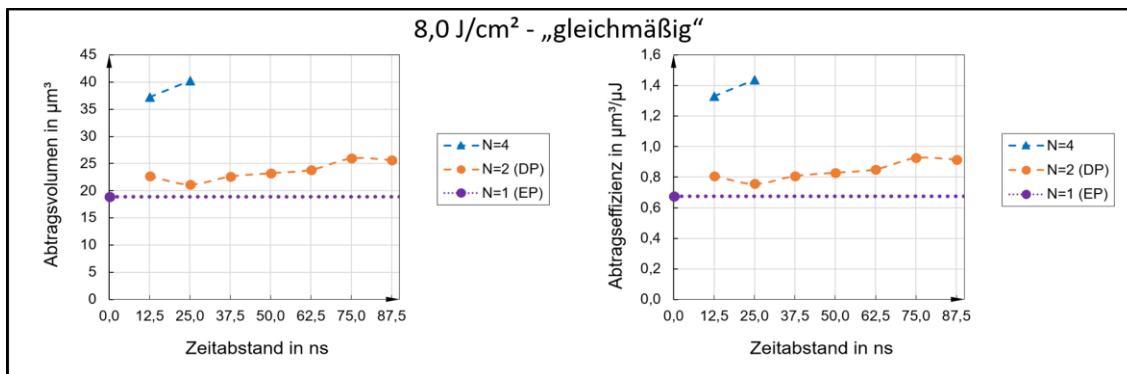 8,0 J/cm² - „gleichmäßig“
Abtragsvolumen in µm³
45
40
35
30
25
20
15
10
5
0
0,0 12,5 25,0 37,5 50,0 62,5 75,0 87,5
Zeitabstand in ns
N=4
N=2 (DP)
N=1 (EP)
Abtragseffizienz in µm³/µJ
1,6
1,4
1,2
1,0
0,8
0,6
0,4
0,2
0,0
0,0 12,5 25,0 37,5 50,0 62,5 75,0 87,5
Zeitabstand in ns
N=4
N=2 (DP)
N=1 (EP)